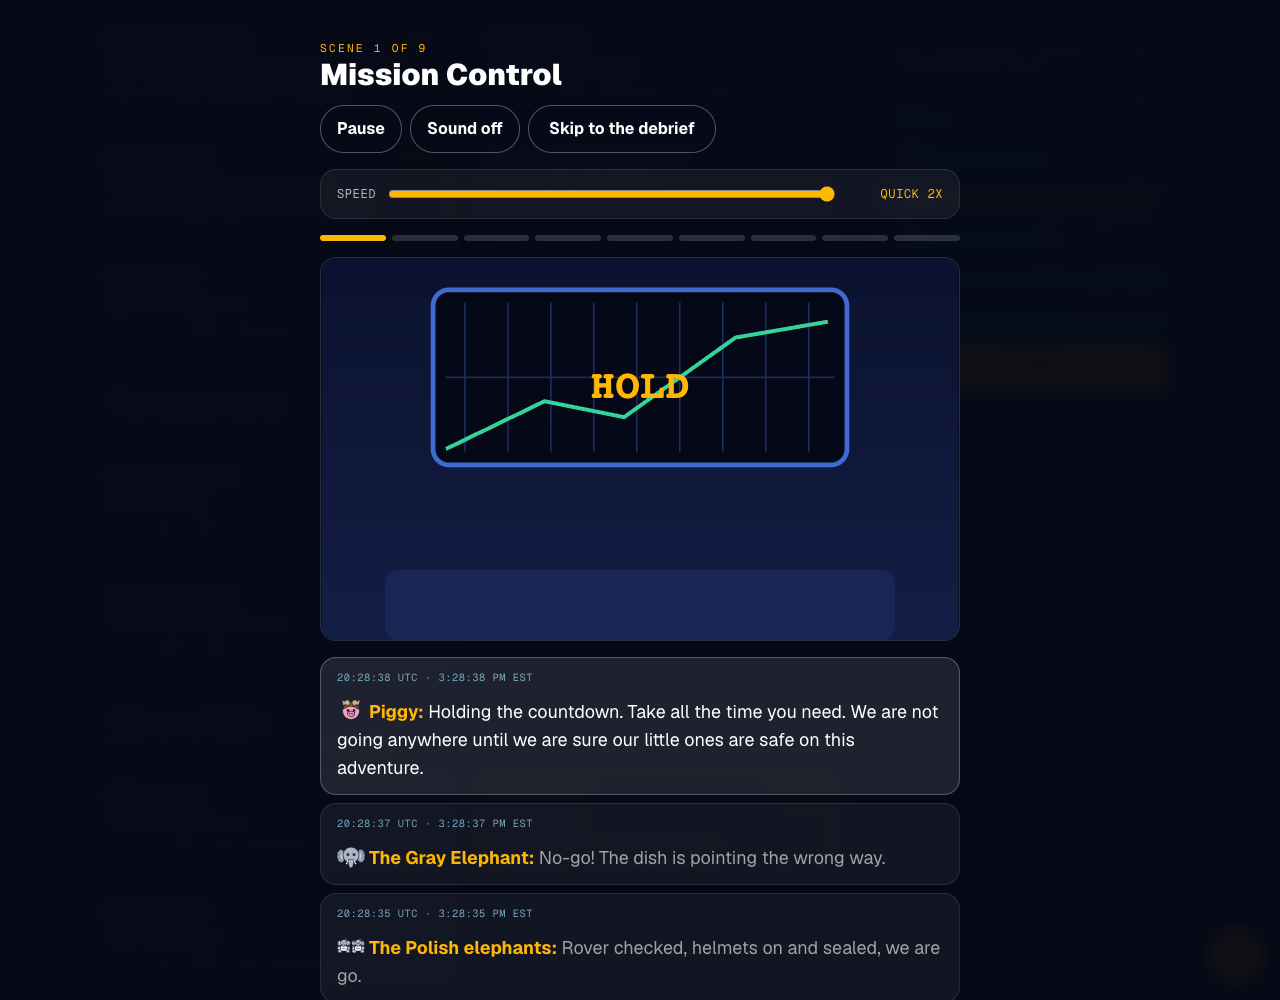 SCENE 1 OF 9
Mission Control
Pause
Sound off
Skip to the debrief
SPEED
QUICK 2X
HOLD
20:28:38 UTC · 3:28:38 PM EST
Piggy: Holding the countdown. Take all the time you need. We are not
going anywhere until we are sure our little ones are safe on this
adventure.
20:28:37 UTC · 3:28:37 PM EST
The Gray Elephant: No-go! The dish is pointing the wrong way.
20:28:35 UTC · 3:28:35 PM EST
The Polish elephants: Rover checked, helmets on and sealed, we are
go.